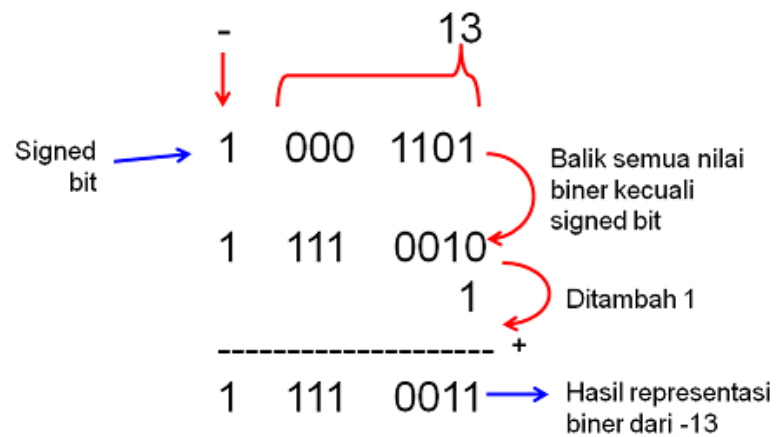 - 13
Signed
bit
1 000 1101
Balik semua nilai
biner kecuali
signed bit
1 111 0010
1
Ditambah 1
-------------------- +
1 111 0011
Hasil representasi
biner dari -13